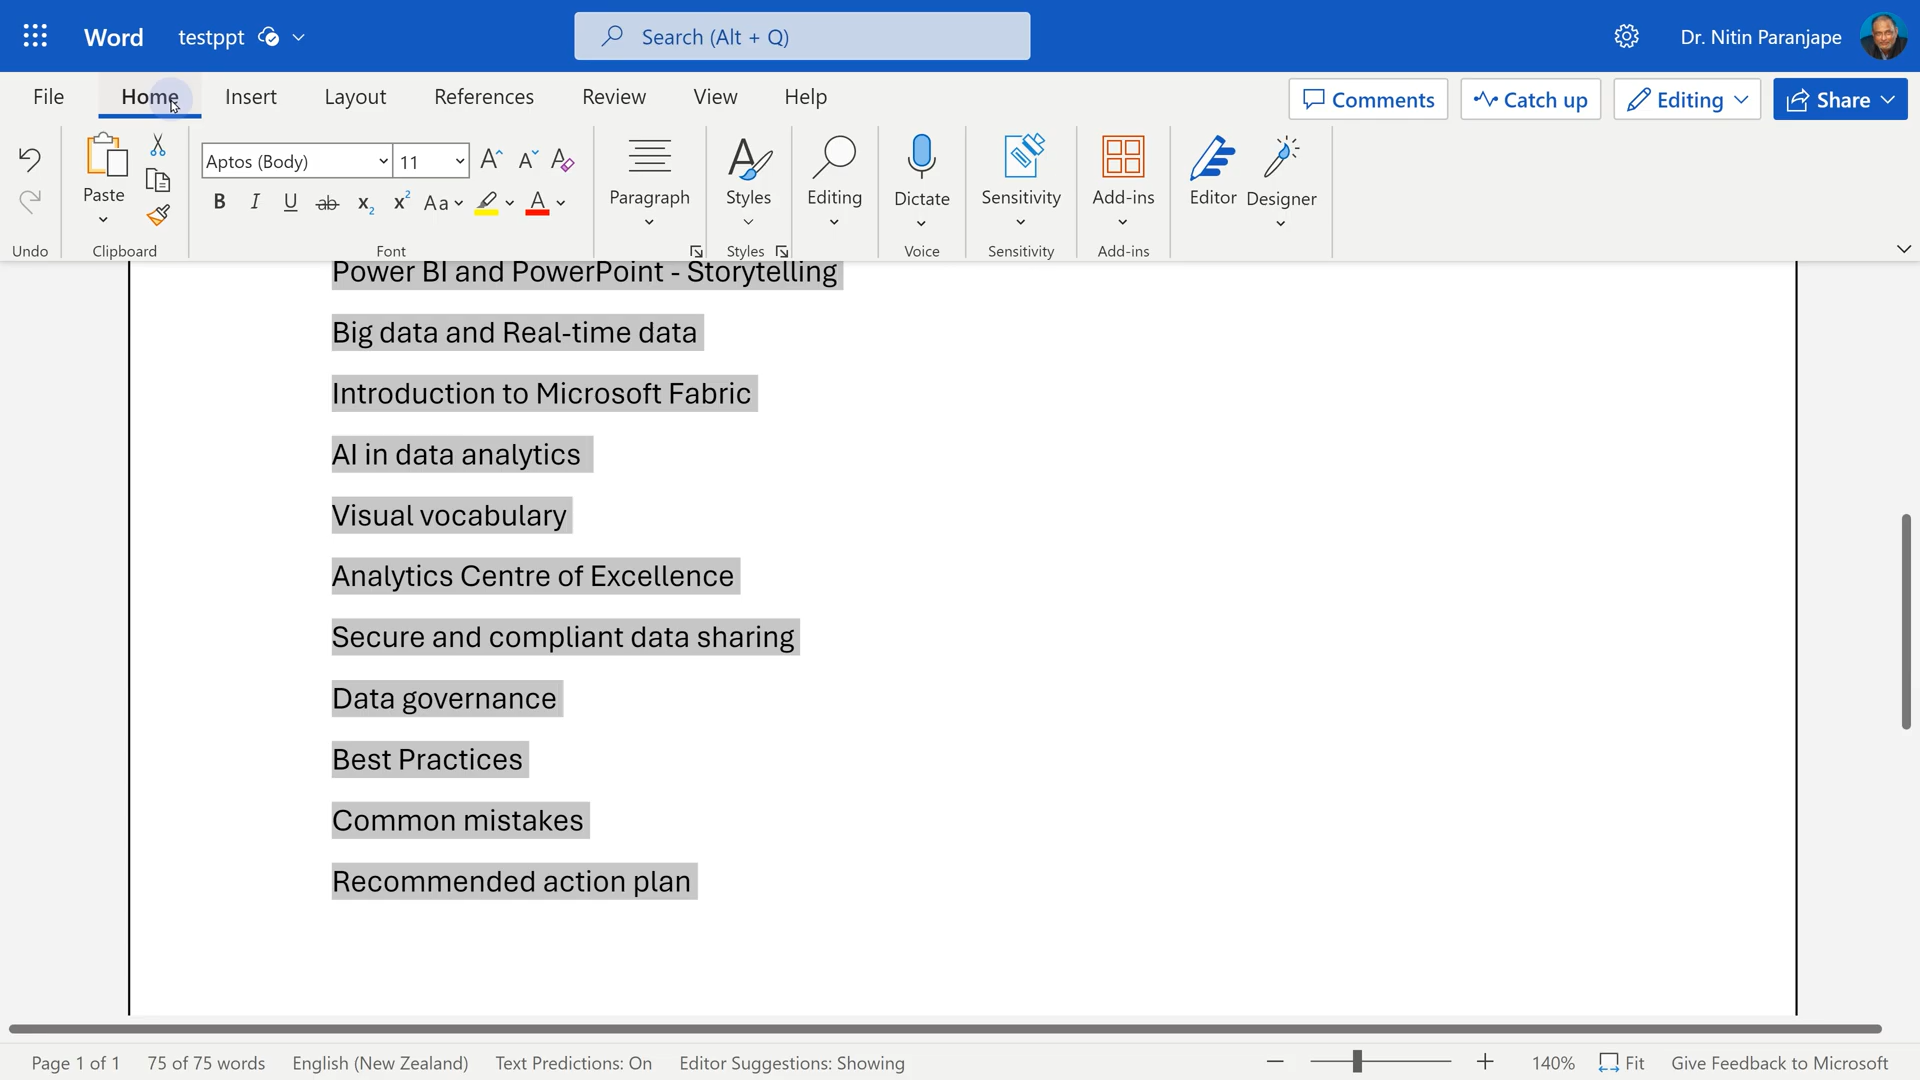 Word testppt Search (Alt + Q) Dr. Nitin Paranjape
File Home Insert Layout References Review View Help Comments Catch up Editing Share
Aptos (Body) 11
Paste Paragraph Styles Editing Dictate Sensitivity Add-ins Editor Designer
B I U ab x₂ x² Aa A
Undo Clipboard Font Styles Voice Sensitivity Add-ins
Power BI and PowerPoint - Storytelling
Big data and Real-time data
Introduction to Microsoft Fabric
AI in data analytics
Visual vocabulary
Analytics Centre of Excellence
Secure and compliant data sharing
Data governance
Best Practices
Common mistakes
Recommended action plan
Page 1 of 1 75 of 75 words English (New Zealand) Text Predictions: On Editor Suggestions: Showing 140% Fit Give Feedback to Microsoft